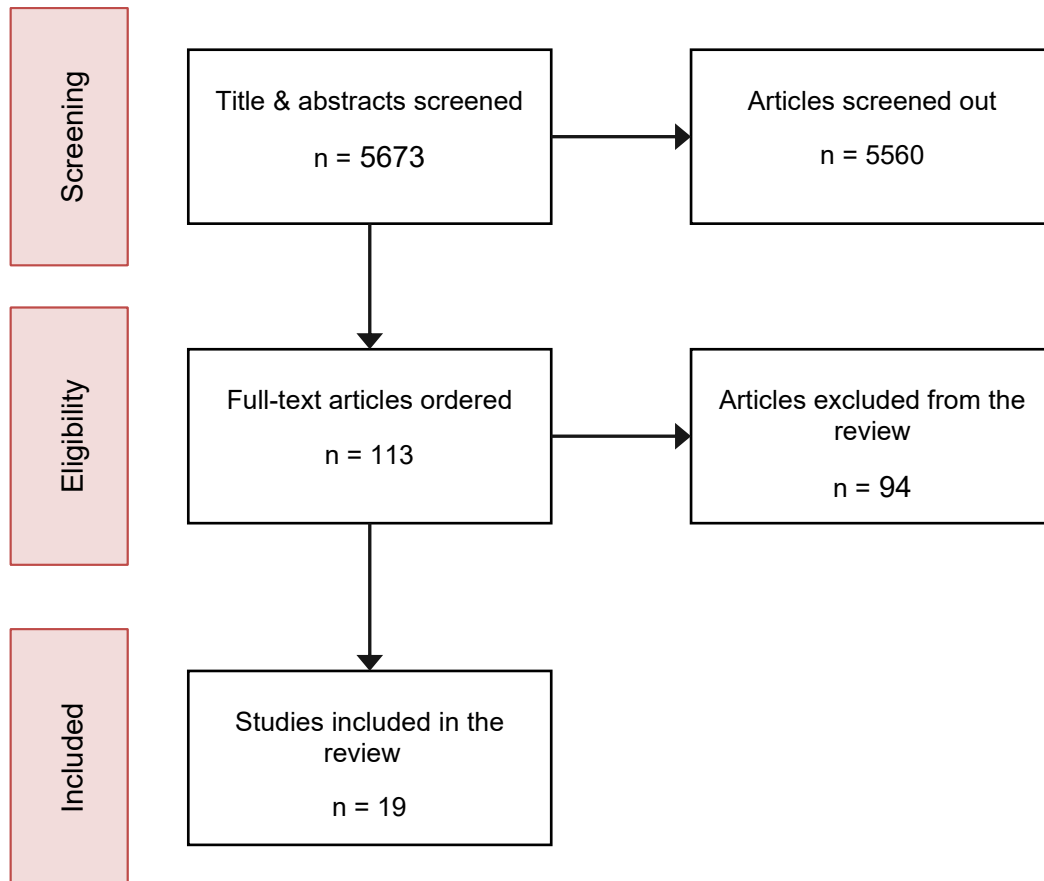 Screening
Title & abstracts screened
n = 5673
Articles screened out
n = 5560
Eligibility
Full-text articles ordered
n = 113
Articles excluded from the
review
n = 94
Included
Studies included in the
review
n = 19